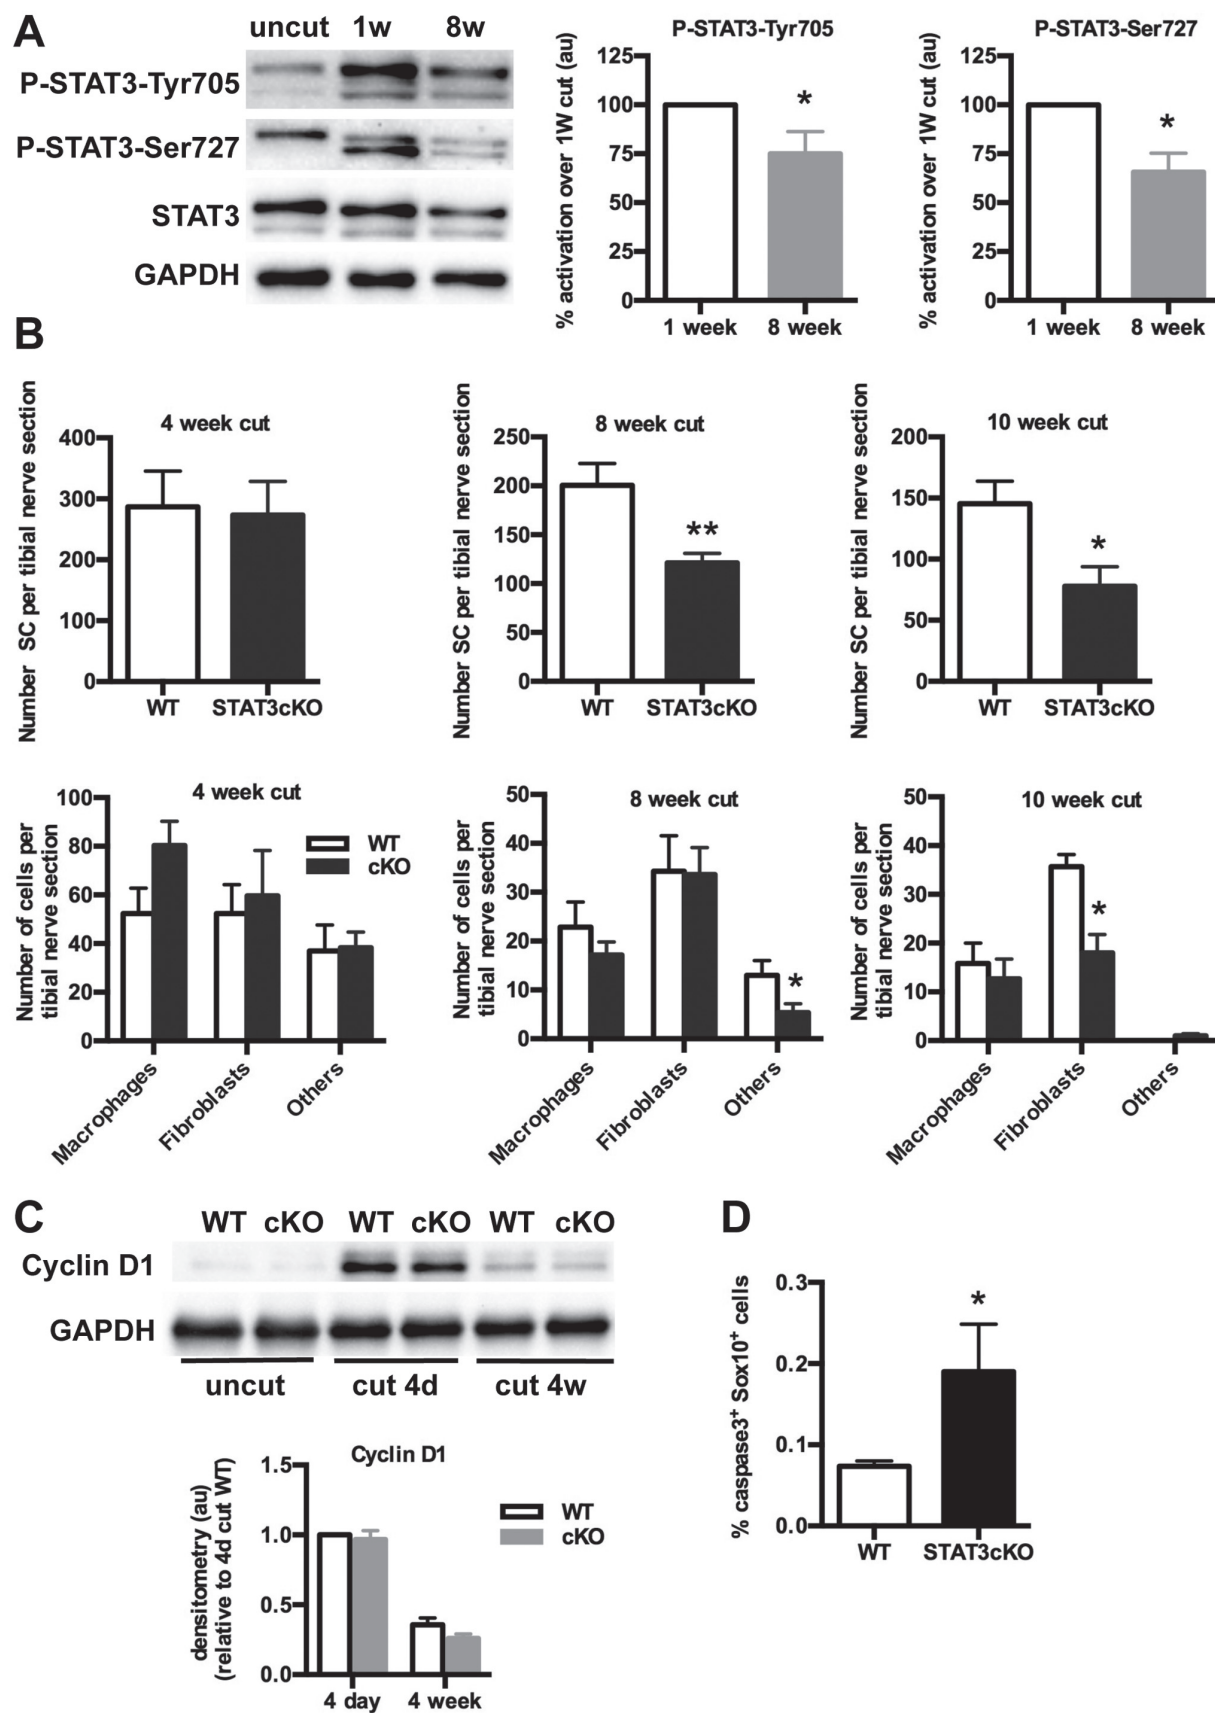 A
uncut 1w 8w
P-STAT3-Tyr705
P-STAT3-Ser727
STAT3
GAPDH
P-STAT3-Tyr705
% activation over 1W cut (au)
125
100
75
50
25
0
*
1 week 8 week
P-STAT3-Ser727
% activation over 1W cut (au)
125
100
75
50
25
0
*
1 week 8 week
B
4 week cut
Number SC per tibial nerve section
400
300
200
100
0
WT STAT3cKO
8 week cut
Number SC per tibial nerve section
250
200
150
100
50
0
**
WT STAT3cKO
10 week cut
Number SC per tibial nerve section
200
150
100
50
0
*
WT STAT3cKO
4 week cut
Number of cells per
tibial nerve section
100
80
60
40
20
0
WT
cKO
Macrophages
Fibroblasts
Others
8 week cut
Number of cells per
tibial nerve section
50
40
30
20
10
0
*
Macrophages
Fibroblasts
Others
10 week cut
Number of cells per
tibial nerve section
50
40
30
20
10
0
*
Macrophages
Fibroblasts
Others
C
WT cKO WT cKO WT cKO
Cyclin D1
GAPDH
uncut cut 4d cut 4w
Cyclin D1
densitometry (au)
(relative to 4d cut WT)
1.5
1.0
0.5
0.0
WT
cKO
4 day 4 week
D
% caspase3⁺ Sox10⁺ cells
0.3
0.2
0.1
0.0
*
WT STAT3cKO